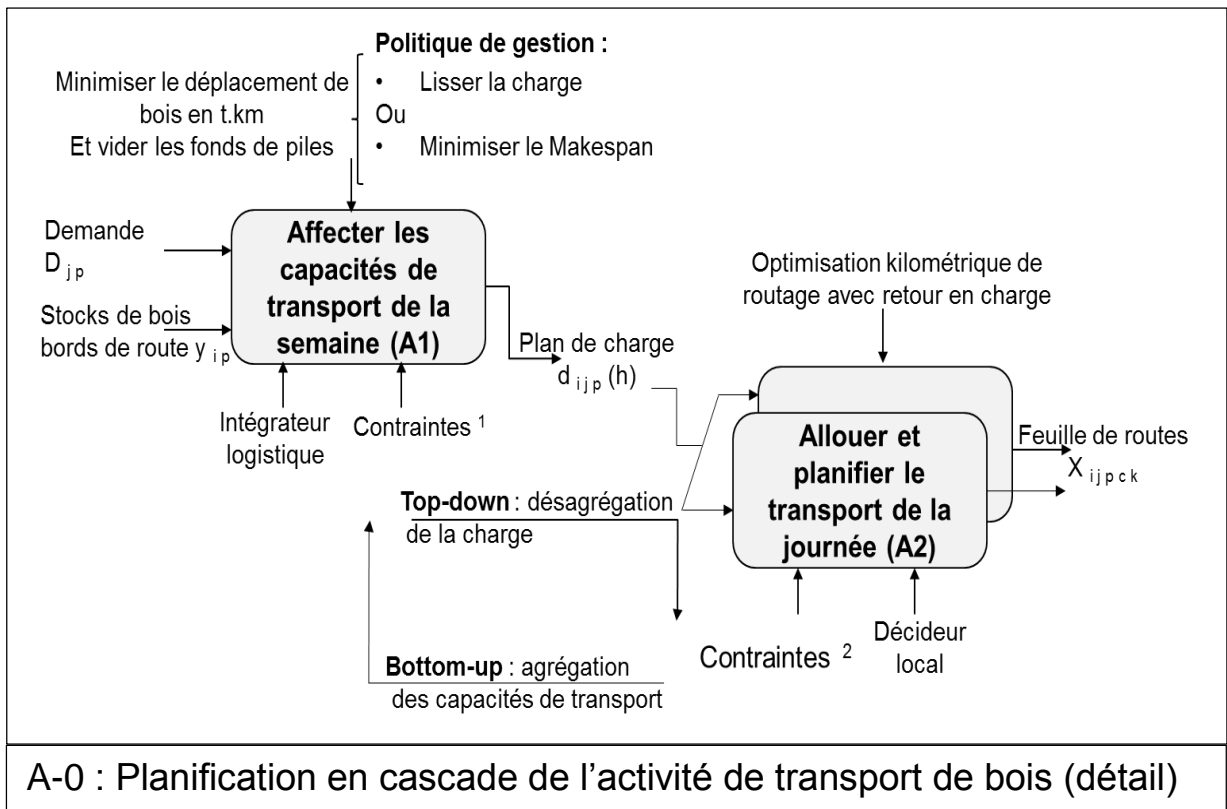 Politique de gestion :
Minimiser le déplacement de
bois en t.km
Et vider les fonds de piles
• Lisser la charge
Ou
• Minimiser le Makespan
Demande
D j p
Stocks de bois
bords de route y i p
Affecter les
capacités de
transport de la
semaine (A1)
Intégrateur
logistique
Contraintes 1
Plan de charge
d i j p (h)
Optimisation kilométrique de
routage avec retour en charge
Allouer et
planifier le
transport de la
journée (A2)
Feuille de routes
X i j p c k
Top-down : désagrégation
de la charge
Contraintes 2
Décideur
local
Bottom-up : agrégation
des capacités de transport
A-0 : Planification en cascade de l’activité de transport de bois (détail)